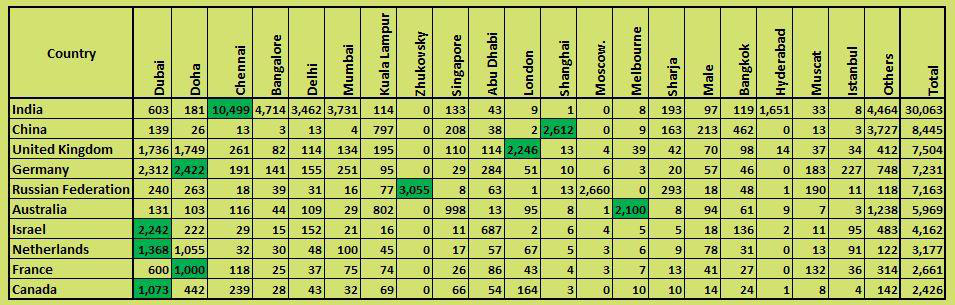 Country Dubai Doha Chennai Bangalore Delhi Mumbai Kuala Lampur Zhukovsky Singapore Abu Dhabi London Shanghai Moscow. Melbourne Sharja Male Bangkok Hyderabad Muscat Istanbul Others Total
India 603 181 10,499 4,714 3,462 3,731 114 0 133 43 9 1 0 8 193 97 119 1,651 33 8 4,464 30,063
China 139 26 13 3 13 4 797 0 208 38 2 2,612 0 9 163 213 462 0 13 3 3,727 8,445
United Kingdom 1,736 1,749 261 82 114 134 195 0 110 114 2,246 13 4 39 42 70 98 14 37 34 412 7,504
Germany 2,312 2,422 191 141 155 251 95 0 29 284 51 10 6 3 20 57 46 0 183 227 748 7,231
Russian Federation 240 263 18 39 31 16 77 3,055 8 63 1 13 2,660 0 293 18 48 1 190 11 118 7,163
Australia 131 103 116 44 109 29 802 0 998 13 95 8 1 2,100 8 94 61 9 7 3 1,238 5,969
Israel 2,242 222 29 15 152 21 16 0 11 687 2 6 4 5 5 18 136 2 11 95 483 4,162
Netherlands 1,368 1,055 32 30 48 100 45 0 17 57 67 5 3 6 9 78 31 0 13 91 122 3,177
France 600 1,000 118 25 37 75 74 0 26 86 43 4 3 7 13 41 27 0 132 36 314 2,661
Canada 1,073 442 239 28 43 32 69 0 66 54 164 3 0 10 10 14 24 1 8 4 142 2,426